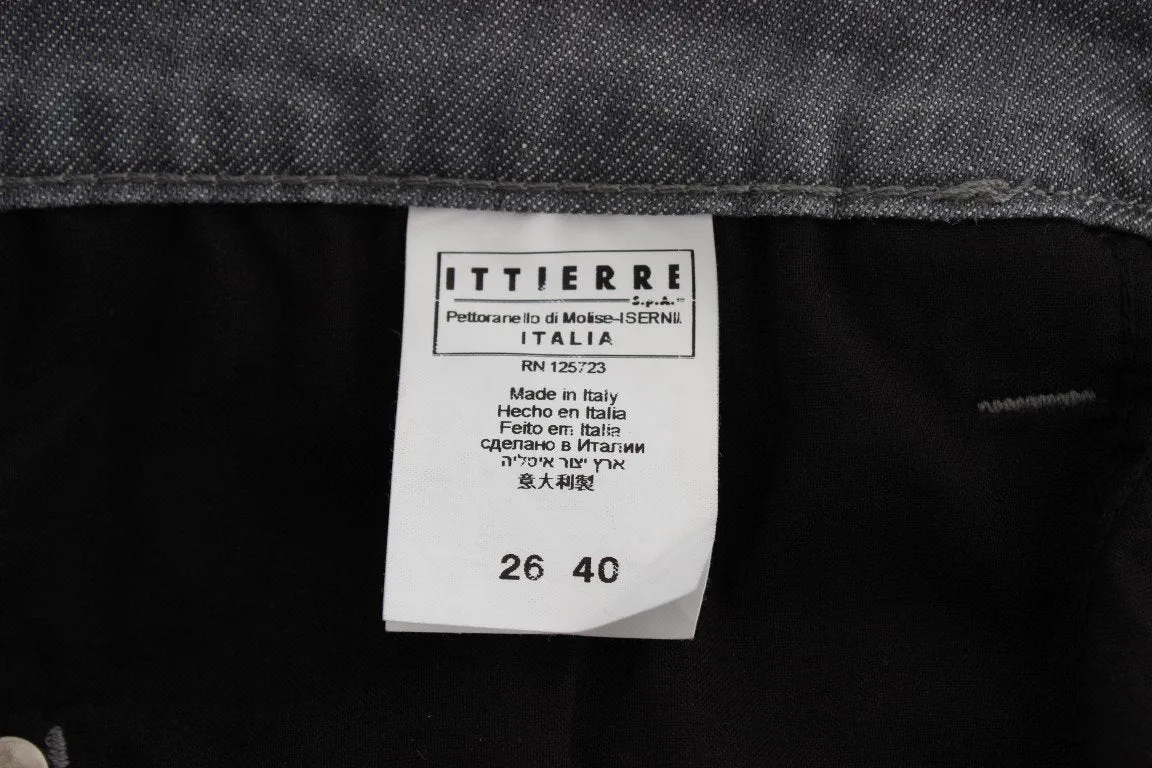 ITTIERRE
S.p.A.
Pettoranello di Molise-ISERNIA
ITALIA
RN 125723
Made in Italy
Hecho en Italia
Feito em Italia
сделано в Италии
ארץ יצור איטליה
意大利製
26 40